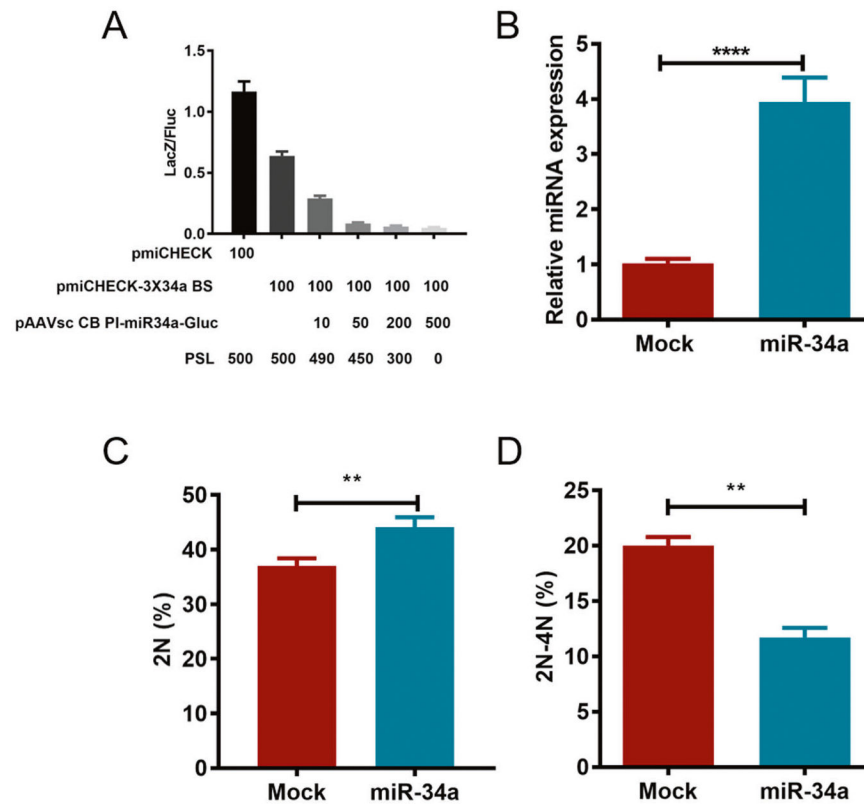 A
LacZ/Fluc
1.5
1.0
0.5
0.0
pmiCHECK 100
pmiCHECK-3X34a BS 100 100 100 100 100
pAAVsc CB PI-miR34a-Gluc 10 50 200 500
PSL 500 500 490 450 300 0
B
Relative miRNA expression
5
4
3
2
1
0
****
Mock miR-34a
C
2N (%)
50
40
30
20
10
0
**
Mock miR-34a
D
2N-4N (%)
25
20
15
10
5
0
**
Mock miR-34a